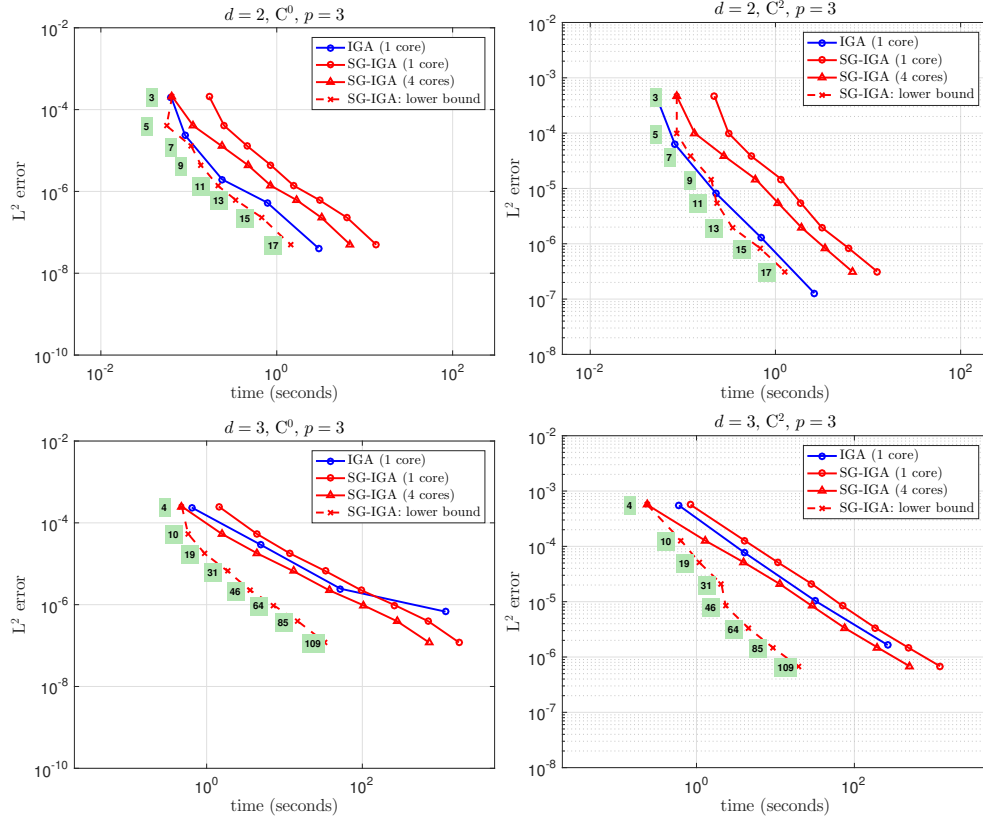 d = 2, C⁰, p = 3
10⁻²
10⁻⁴
10⁻⁶
10⁻⁸
10⁻¹⁰
L² error
IGA (1 core)
SG-IGA (1 core)
SG-IGA (4 cores)
SG-IGA: lower bound
3
5
7
9
11
13
15
17
10⁻²
10⁰
10²
time (seconds)
d = 2, C², p = 3
10⁻²
10⁻³
10⁻⁴
10⁻⁵
10⁻⁶
10⁻⁷
10⁻⁸
L² error
IGA (1 core)
SG-IGA (1 core)
SG-IGA (4 cores)
SG-IGA: lower bound
3
5
7
9
11
13
15
17
10⁻²
10⁰
10²
time (seconds)
d = 3, C⁰, p = 3
10⁻²
10⁻⁴
10⁻⁶
10⁻⁸
10⁻¹⁰
L² error
IGA (1 core)
SG-IGA (1 core)
SG-IGA (4 cores)
SG-IGA: lower bound
4
10
19
31
46
64
85
109
10⁰
10²
time (seconds)
d = 3, C², p = 3
10⁻²
10⁻³
10⁻⁴
10⁻⁵
10⁻⁶
10⁻⁷
10⁻⁸
L² error
IGA (1 core)
SG-IGA (1 core)
SG-IGA (4 cores)
SG-IGA: lower bound
4
10
19
31
46
64
85
109
10⁰
10²
time (seconds)